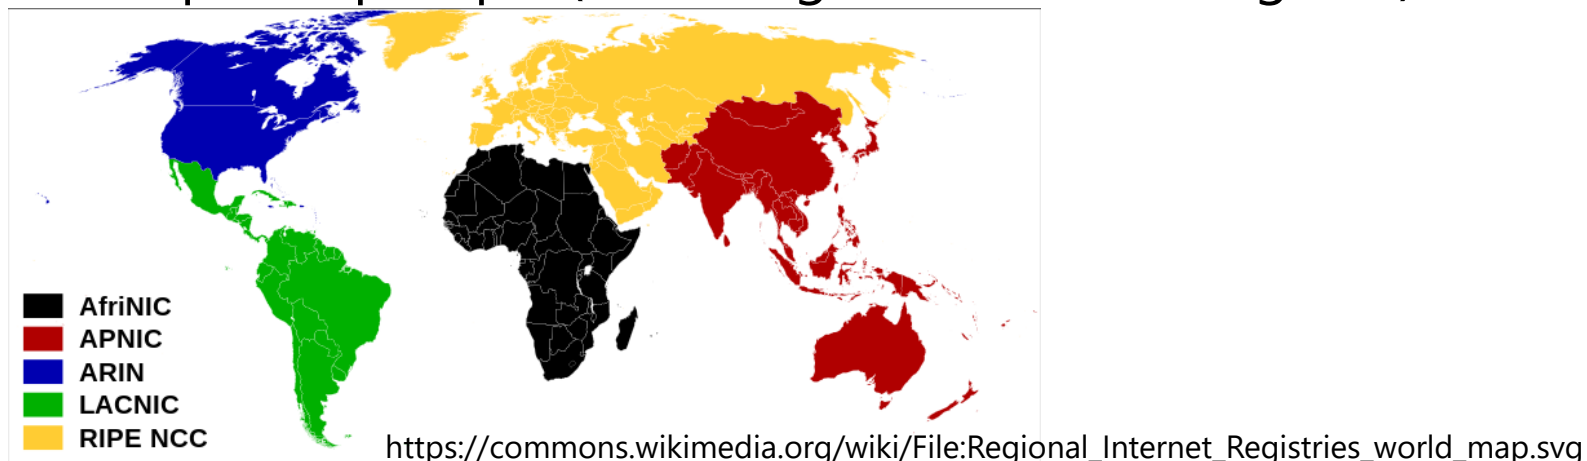 AfriNIC
APNIC
ARIN
LACNIC
RIPE NCC
https://commons.wikimedia.org/wiki/File:Regional_Internet_Registries_world_map.svg